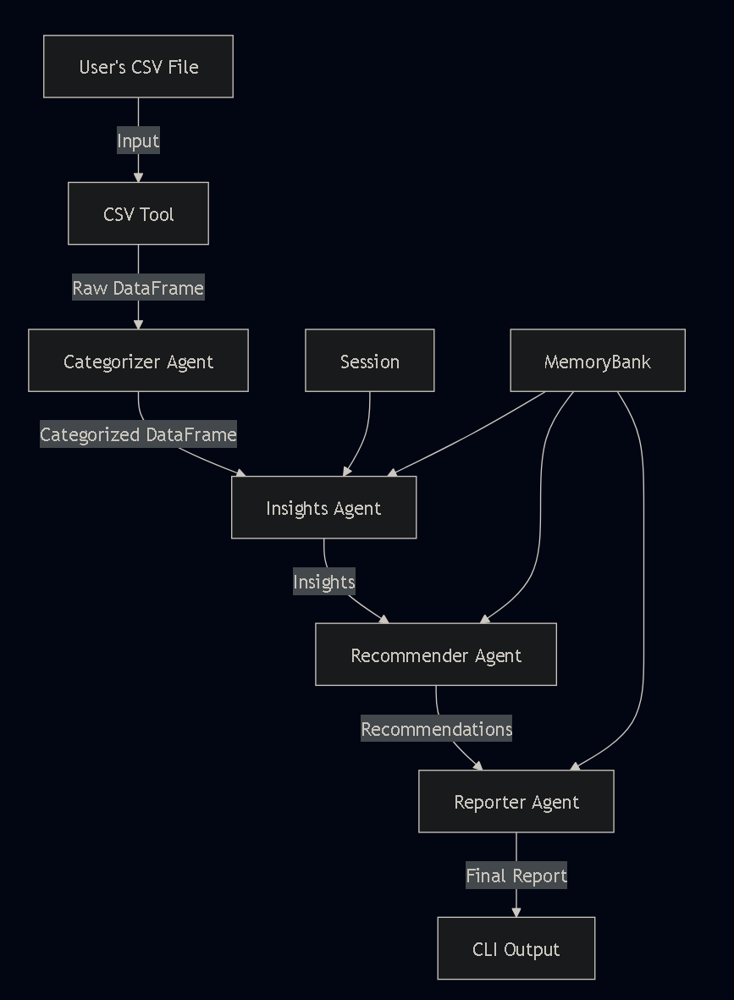 User's CSV File
Input
CSV Tool
Raw DataFrame
Categorizer Agent
Session
MemoryBank
Categorized DataFrame
Insights Agent
Insights
Recommender Agent
Recommendations
Reporter Agent
Final Report
CLI Output